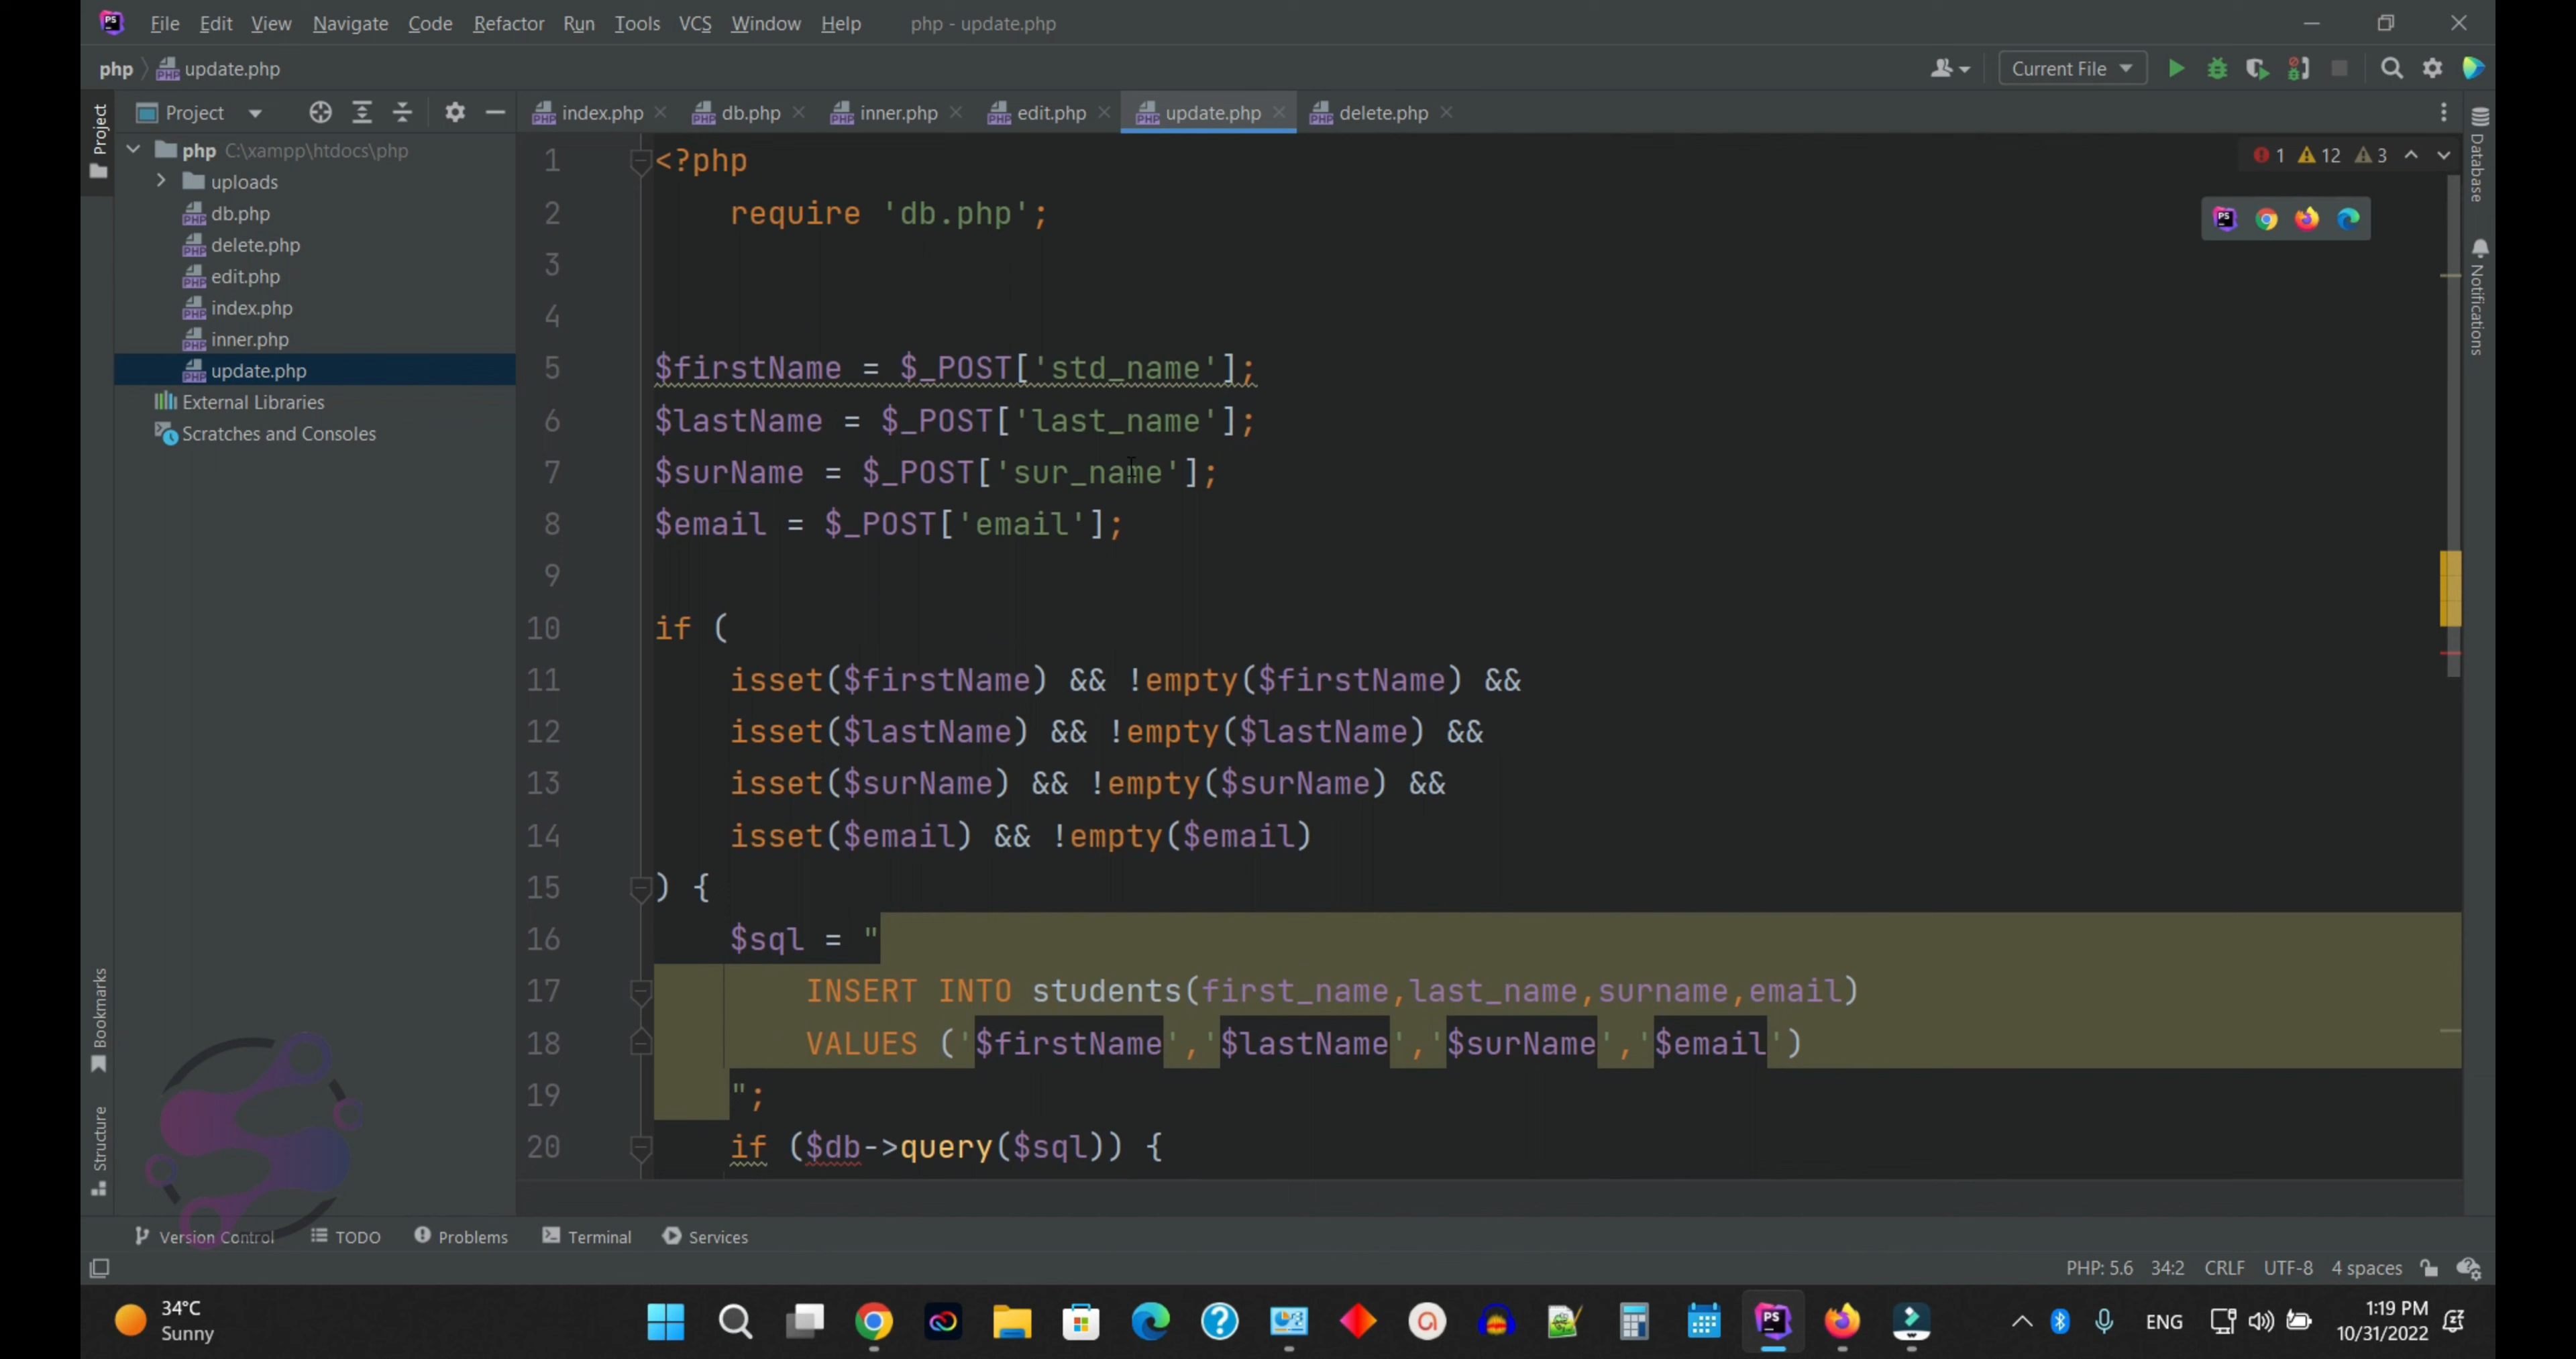 File Edit View Navigate Code Refactor Run Tools VCS Window Help php - update.php
php update.php Current File
Project
Project
index.php db.php inner.php edit.php update.php delete.php
php C:\xampp\htdocs\php
uploads
db.php
delete.php
edit.php
index.php
inner.php
update.php
External Libraries
Scratches and Consoles
1 12 3
Database
Notifications
1 <?php
2 require 'db.php';
3
4
5 $firstName = $_POST['std_name'];
6 $lastName = $_POST['last_name'];
7 $surName = $_POST['sur_name'];
8 $email = $_POST['email'];
9
10 if (
11 isset($firstName) && !empty($firstName) &&
12 isset($lastName) && !empty($lastName) &&
13 isset($surName) && !empty($surName) &&
14 isset($email) && !empty($email)
15 ) {
16 $sql = "
17 INSERT INTO students(first_name,last_name,surname,email)
18 VALUES ('$firstName','$lastName','$surName','$email')
19 ";
20 if ($db->query($sql)) {
Bookmarks
Structure
Version Control TODO Problems Terminal Services
PHP: 5.6 34:2 CRLF UTF-8 4 spaces
34°C
Sunny
ENG
1:19 PM
10/31/2022